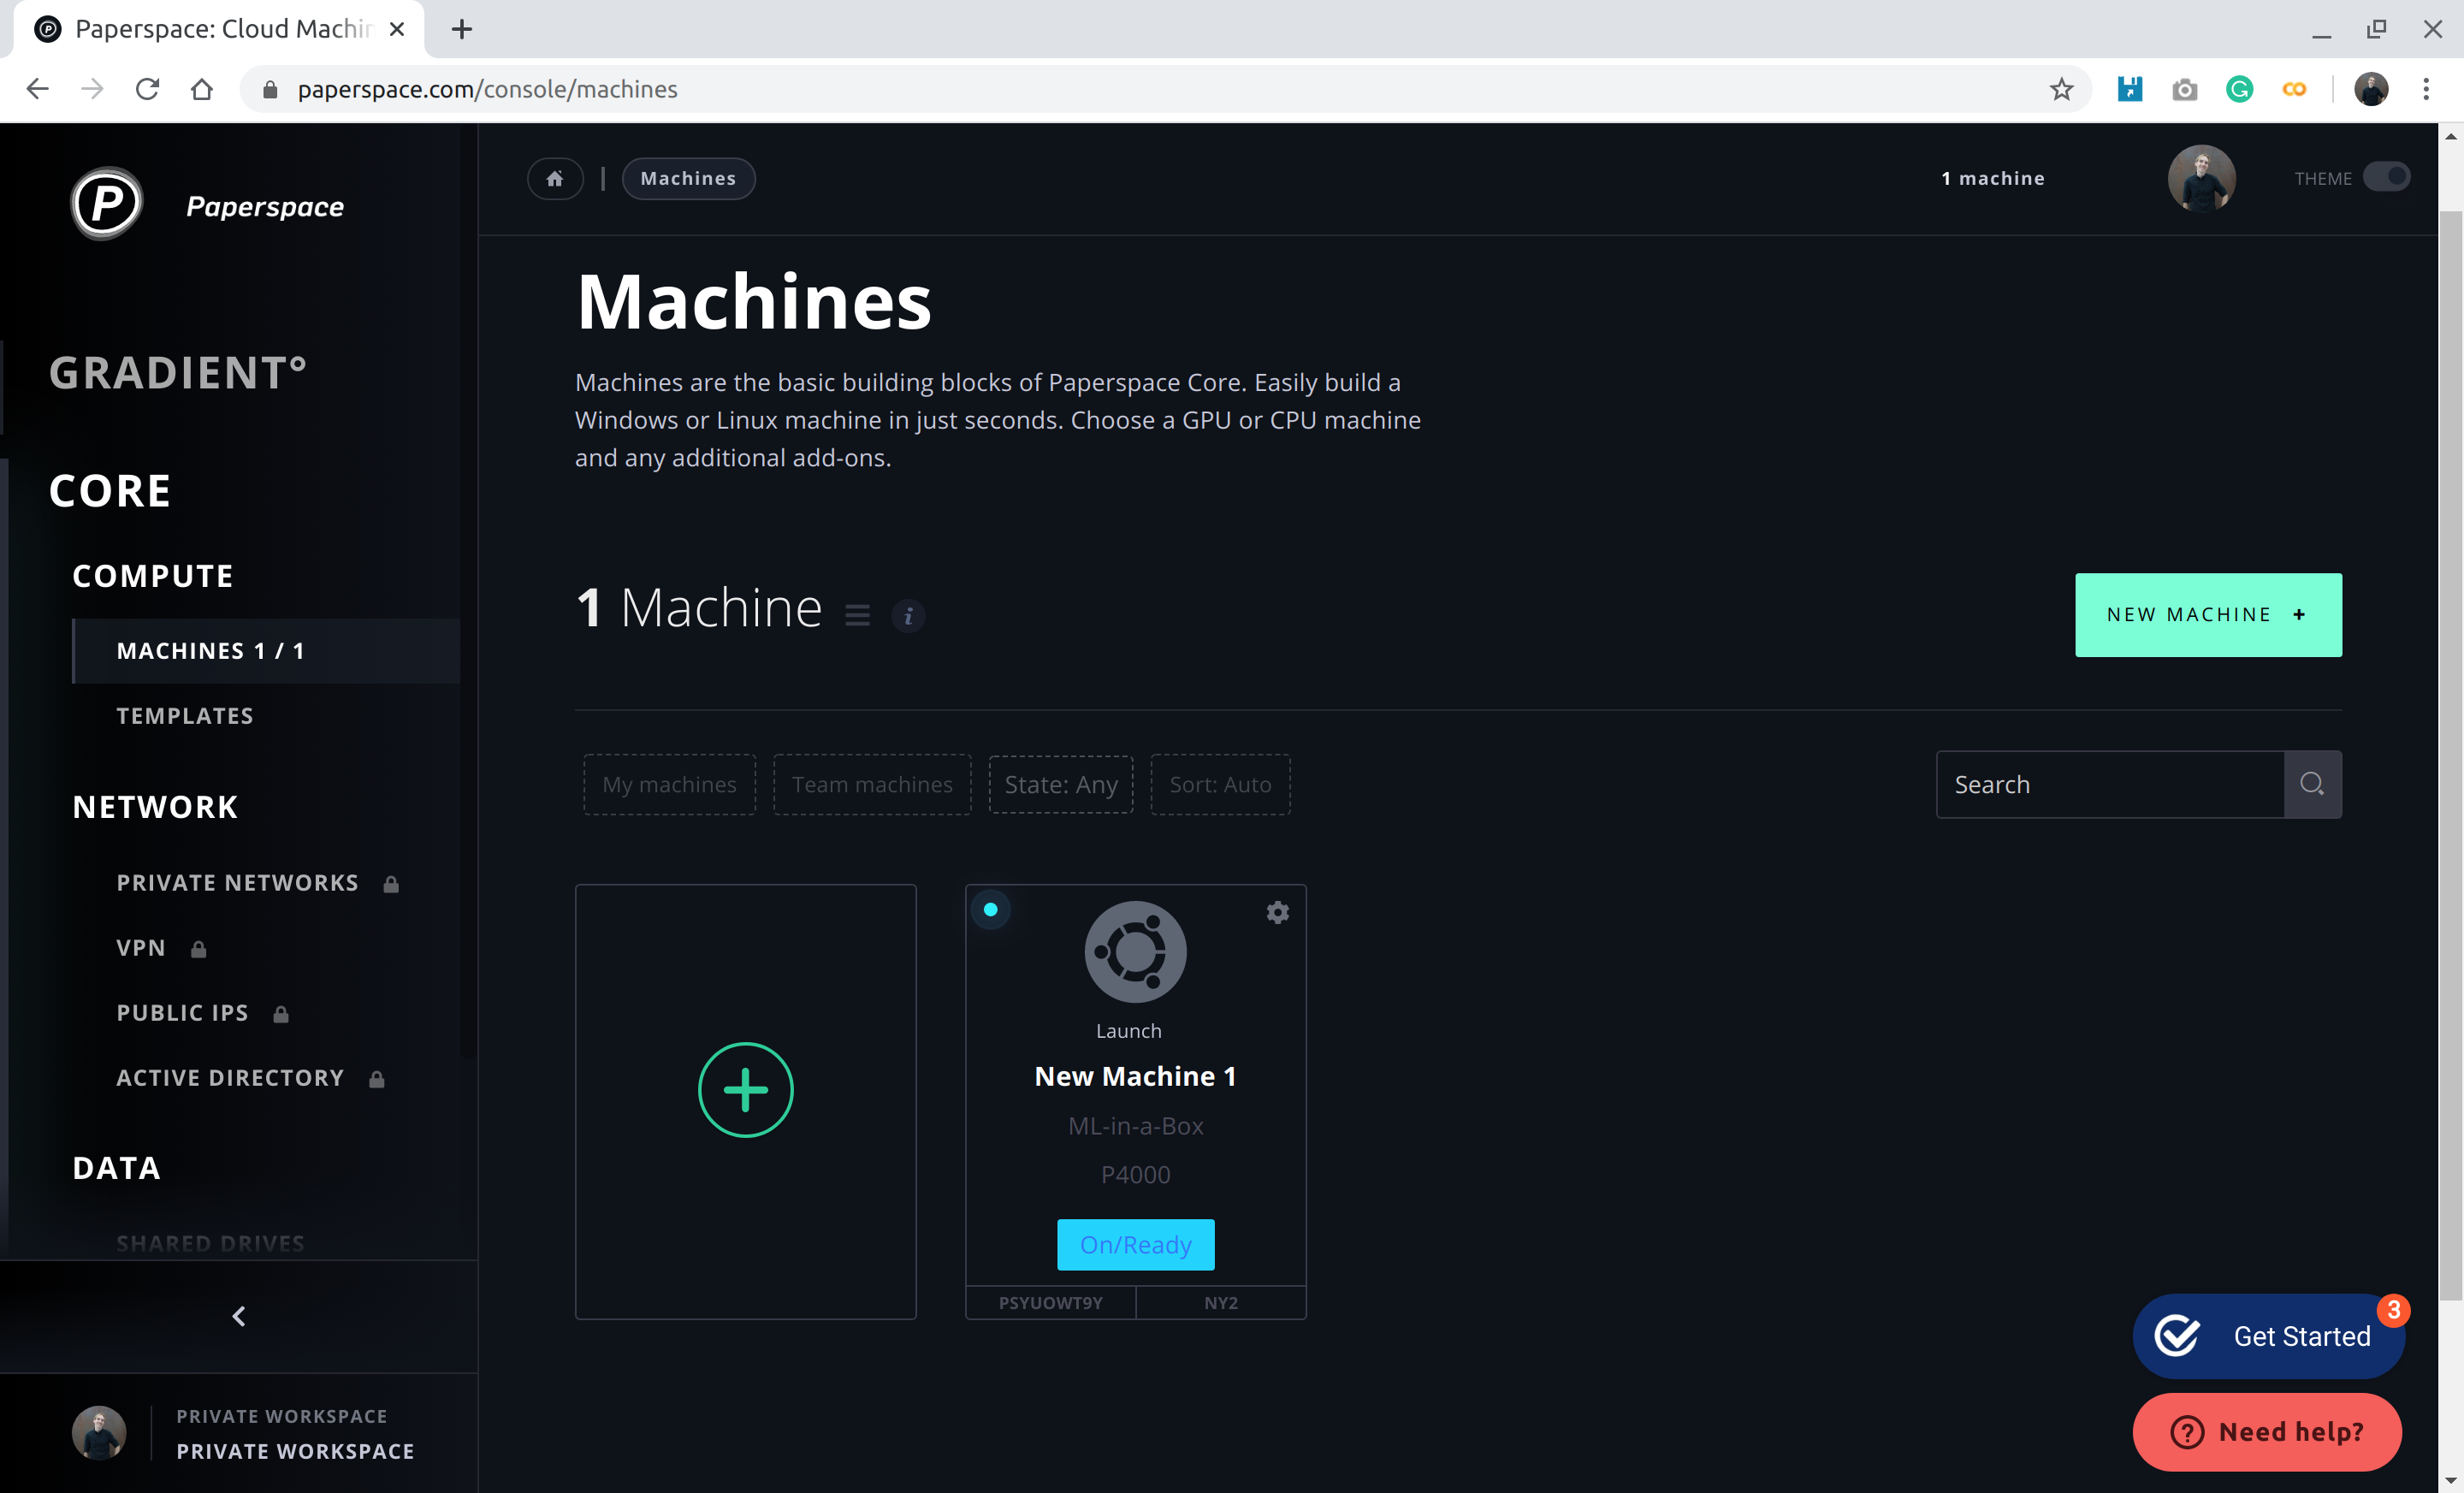 Paperspace: Cloud Machin
paperspace.com/console/machines
P Paperspace
Machines
1 machine
THEME
GRADIENT°
CORE
COMPUTE
MACHINES 1 / 1
TEMPLATES
NETWORK
PRIVATE NETWORKS
VPN
PUBLIC IPS
ACTIVE DIRECTORY
DATA
SHARED DRIVES
PRIVATE WORKSPACE
PRIVATE WORKSPACE
Machines
Machines are the basic building blocks of Paperspace Core. Easily build a
Windows or Linux machine in just seconds. Choose a GPU or CPU machine
and any additional add-ons.
1 Machine
i
NEW MACHINE +
My machines
Team machines
State: Any
Sort: Auto
Search
Launch
New Machine 1
ML-in-a-Box
P4000
On/Ready
PSYUOWT9Y
NY2
Get Started
3
? Need help?